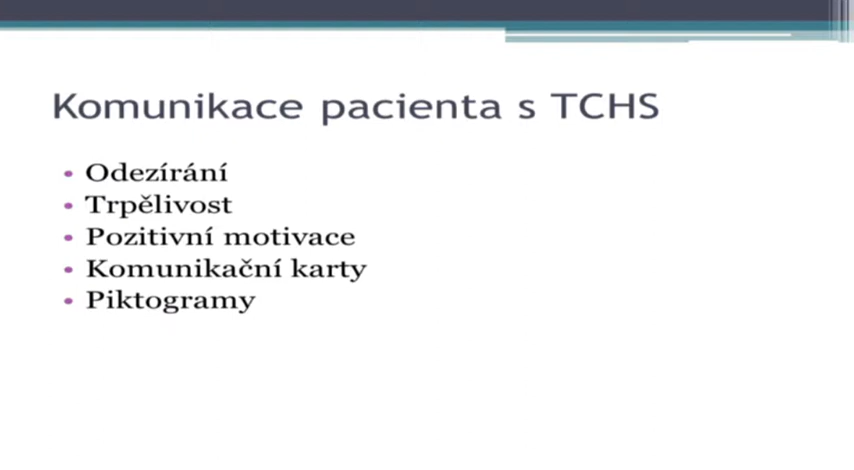 Komunikace pacienta s TCHS
• Odezírání
• Trpělivost
• Pozitivní motivace
• Komunikační karty
• Piktogramy